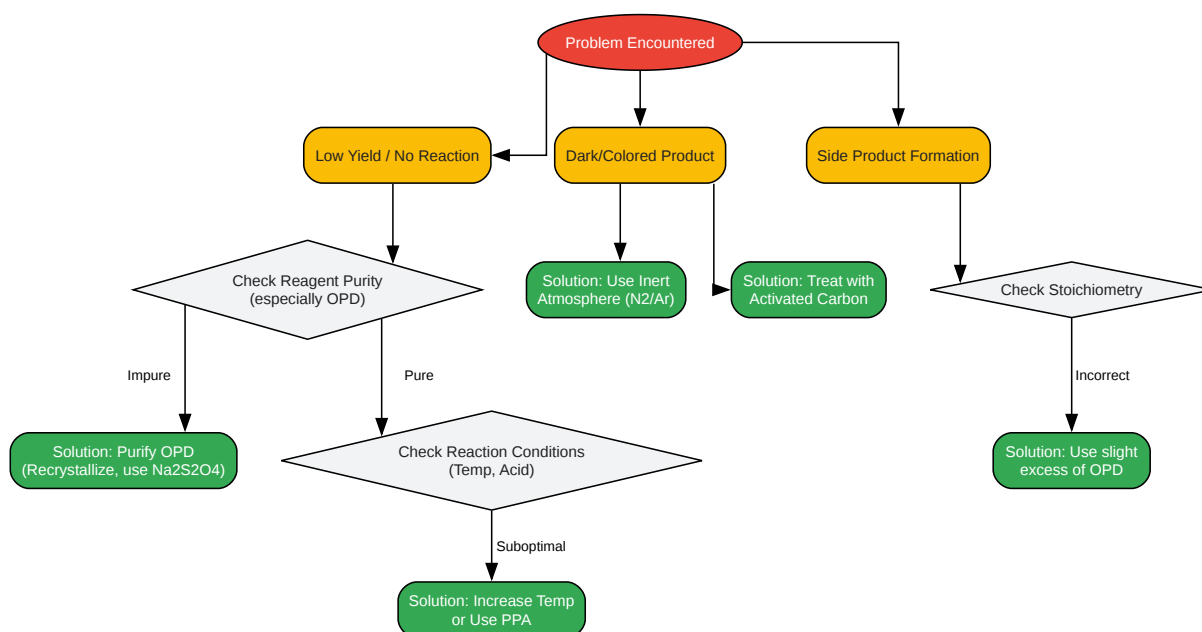 Problem Encountered
Low Yield / No Reaction
Dark/Colored Product
Side Product Formation
Check Reagent Purity
(especially OPD)
Solution: Use Inert
Atmosphere (N2/Ar)
Solution: Treat with
Activated Carbon
Check Stoichiometry
Impure
Pure
Incorrect
Solution: Purify OPD
(Recrystallize, use Na2S2O4)
Check Reaction Conditions
(Temp, Acid)
Solution: Use slight
excess of OPD
Suboptimal
Solution: Increase Temp
or Use PPA